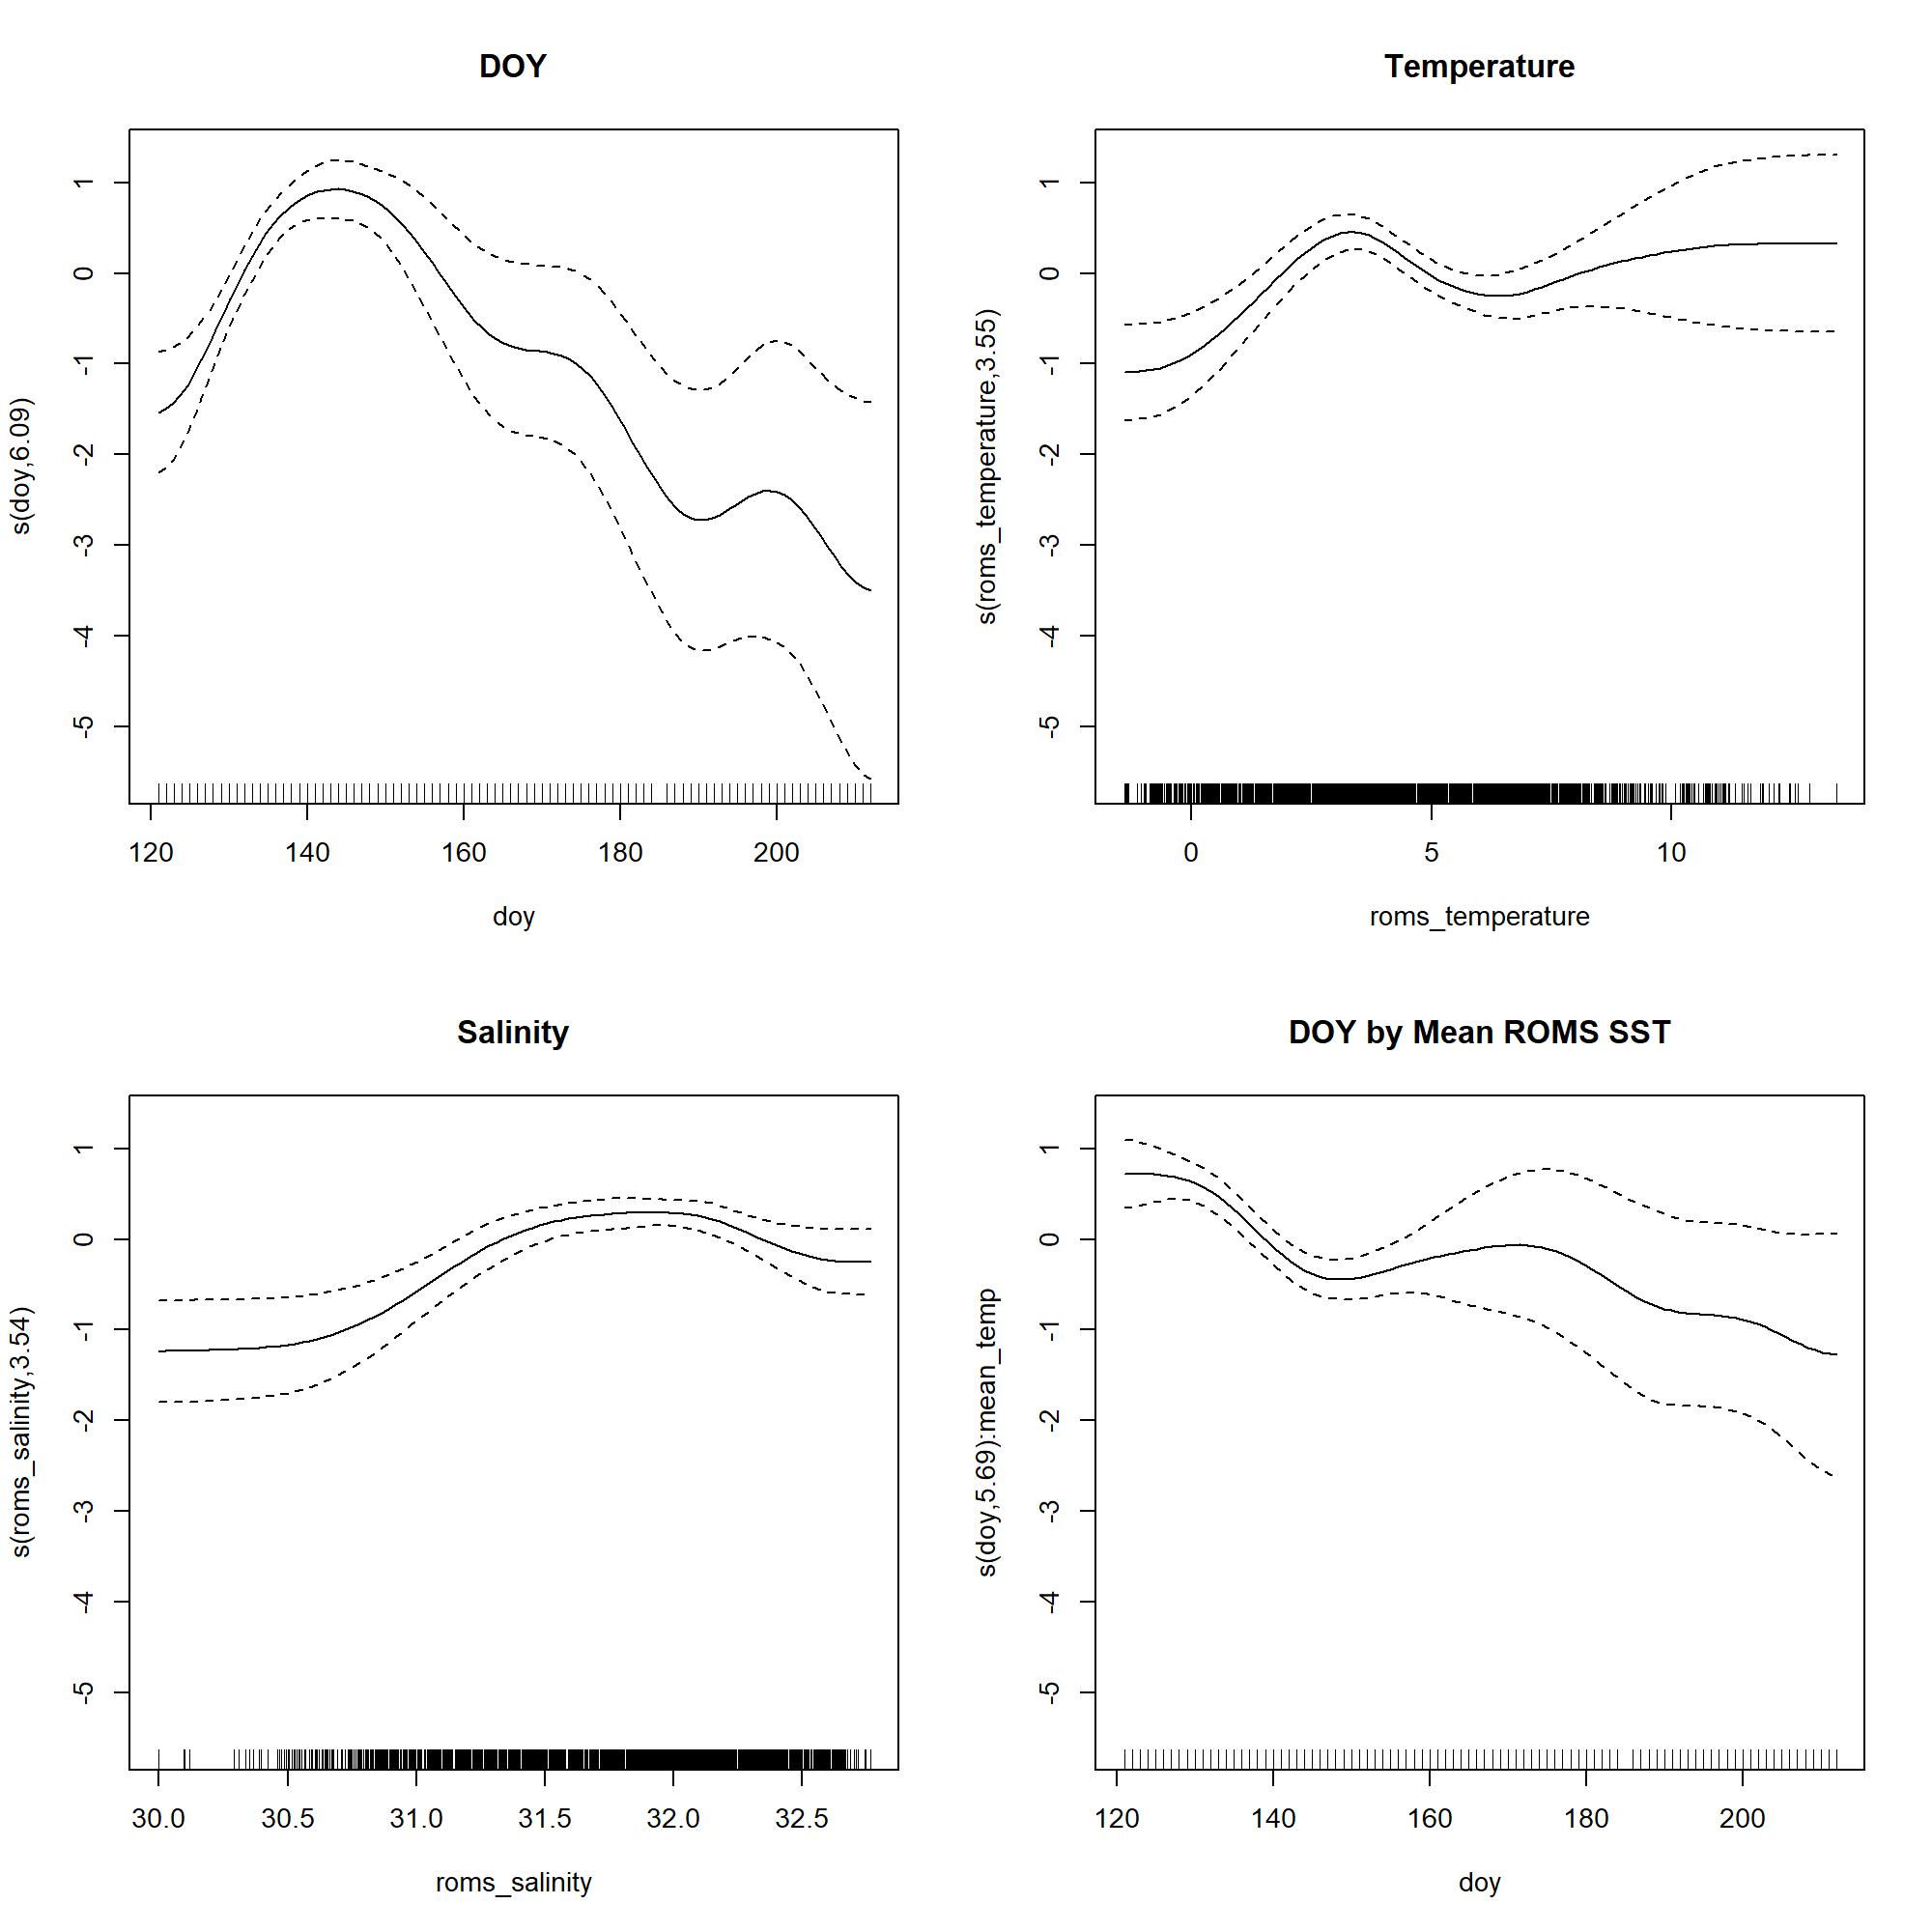 DOY
s(doy,6.09)
1
0
-1
-2
-3
-4
-5
120 140 160 180 200
doy
Temperature
s(roms_temperature,3.55)
1
0
-1
-2
-3
-4
-5
0 5 10
roms_temperature
Salinity
s(roms_salinity,3.54)
1
0
-1
-2
-3
-4
-5
30.0 30.5 31.0 31.5 32.0 32.5
roms_salinity
DOY by Mean ROMS SST
s(doy,5.69):mean_temp
1
0
-1
-2
-3
-4
-5
120 140 160 180 200
doy